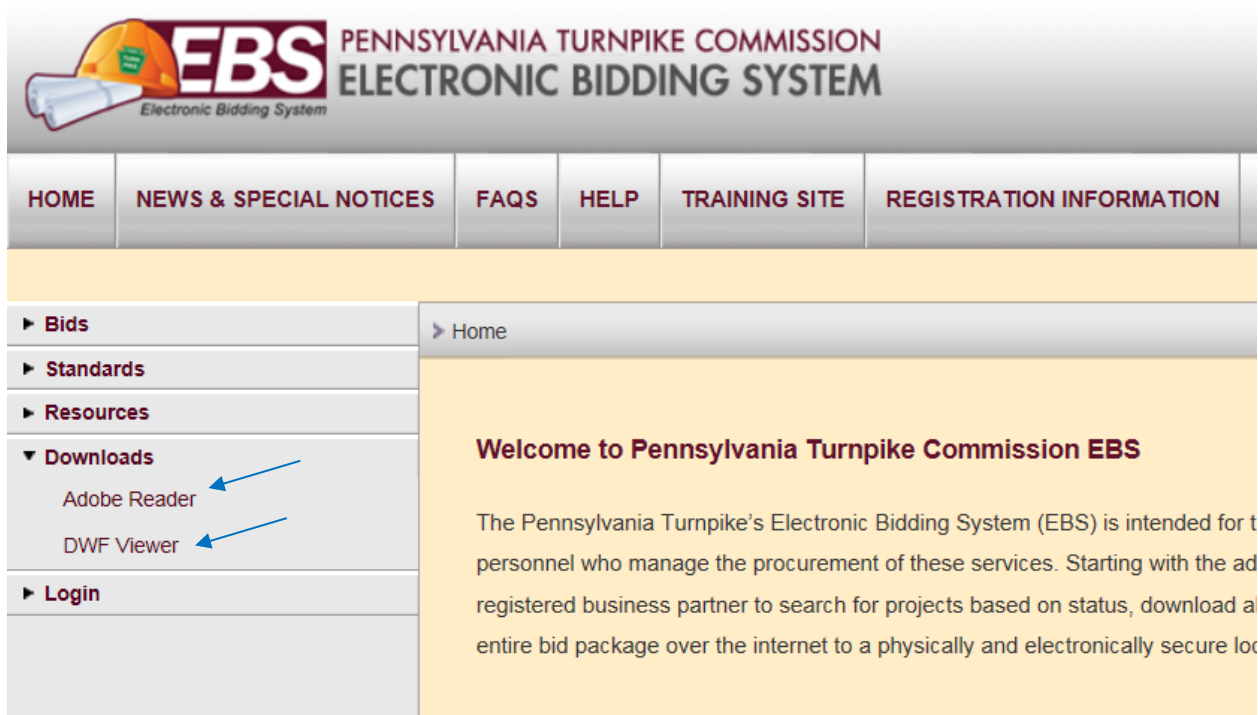 EBS
Electronic Bidding System
PENNSYLVANIA TURNPIKE COMMISSION
ELECTRONIC BIDDING SYSTEM
HOME
NEWS & SPECIAL NOTICES
FAQS
HELP
TRAINING SITE
REGISTRATION INFORMATION
Bids
Standards
Resources
Downloads
Adobe Reader
DWF Viewer
Login
Home
Welcome to Pennsylvania Turnpike Commission EBS
The Pennsylvania Turnpike's Electronic Bidding System (EBS) is intended for
personnel who manage the procurement of these services. Starting with the
registered business partner to search for projects based on status, download
entire bid package over the internet to a physically and electronically secure